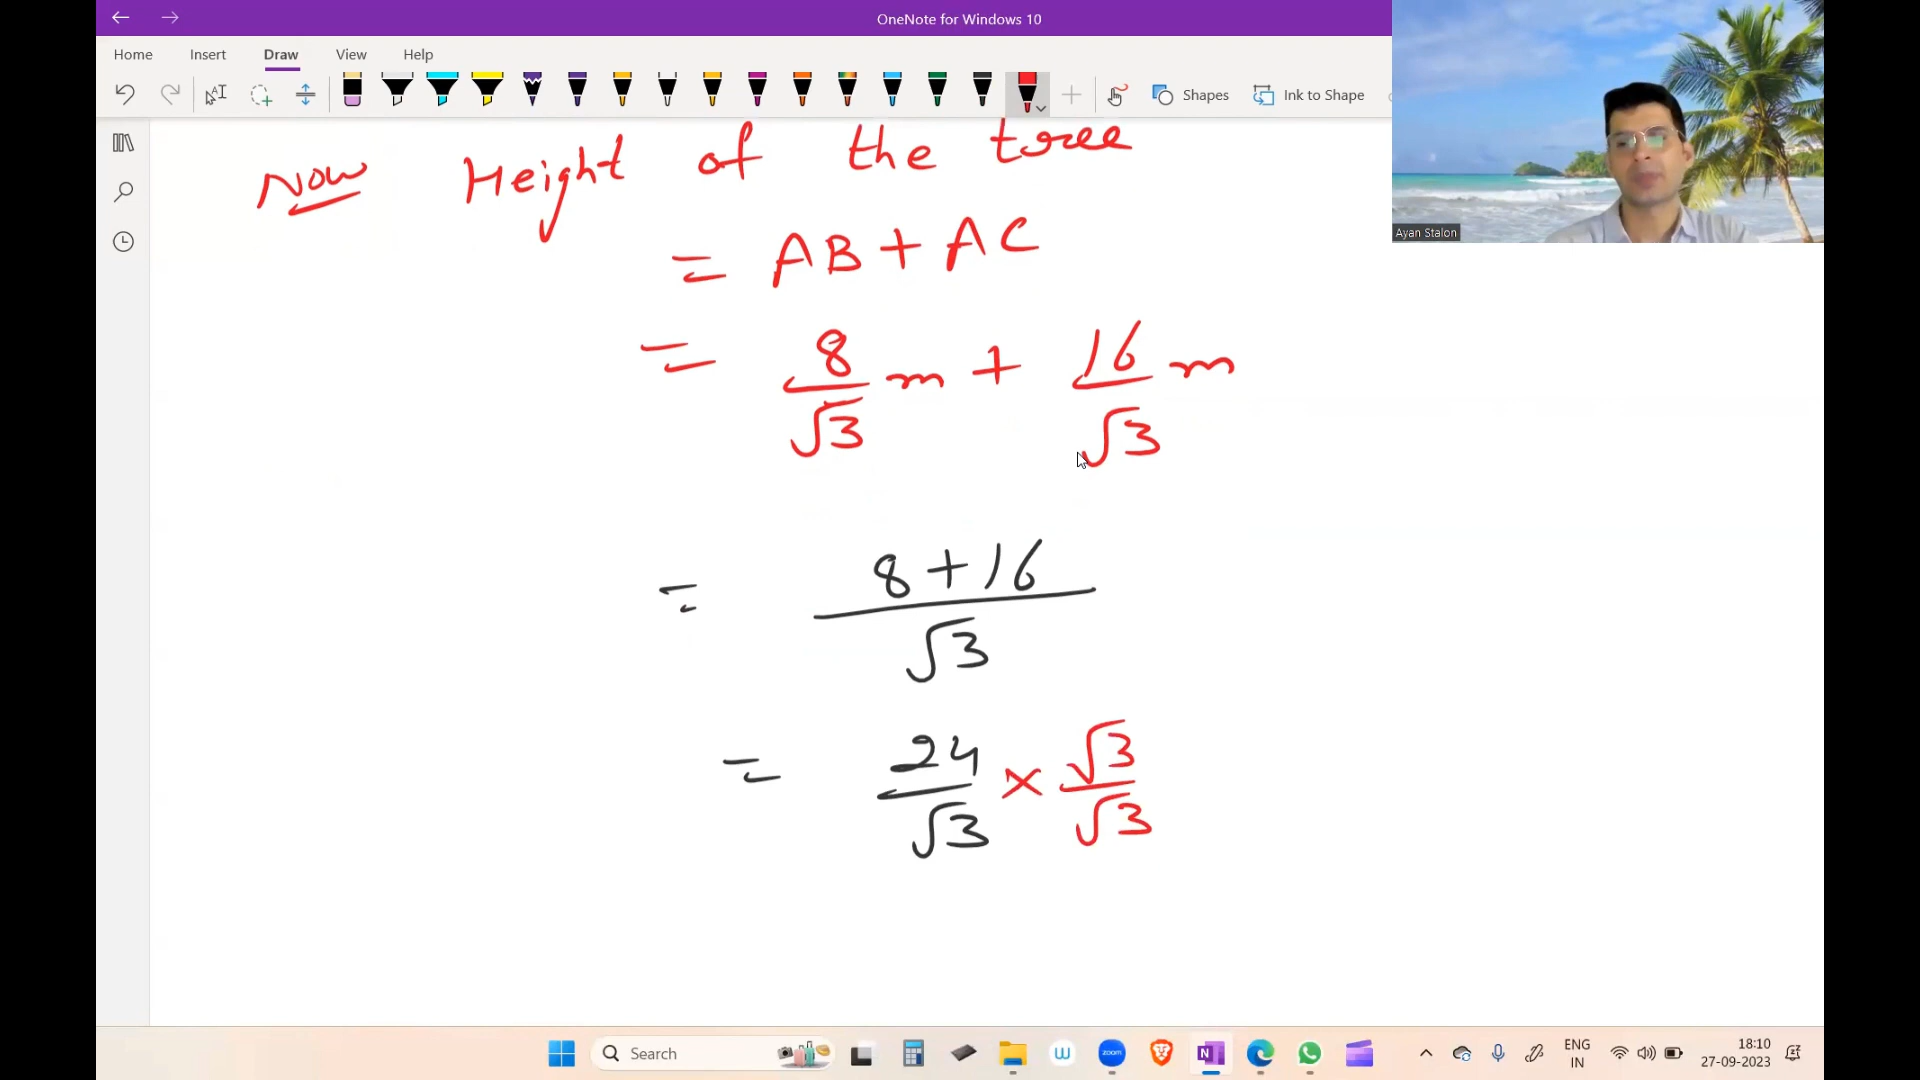 OneNote for Windows 10
Home Insert Draw View Help
Shapes Ink to Shape
Ayan Stalon
Now Height of the tree
= AB + AC
= 8/√3 m + 16/√3 m
= (8+16)/√3
= 24/√3 × √3/√3
Search
zoom
ENG
IN
18:10
27-09-2023